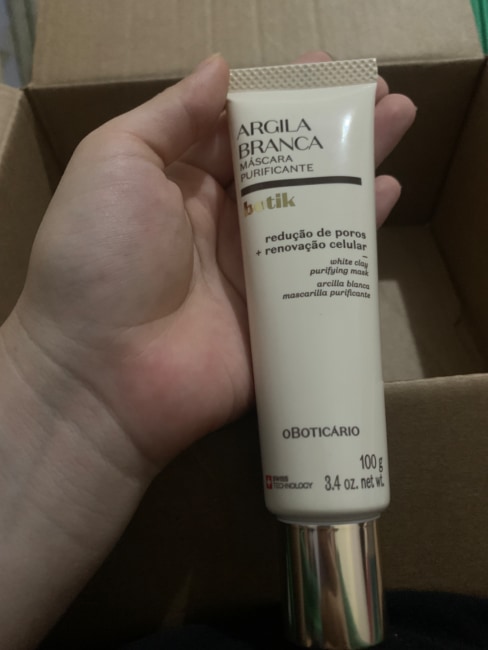 ARGILA
BRANCA
MÁSCARA
PURIFICANTE
botik
redução de poros
+ renovação celular
white clay
purifying mask
arcilla blanca
mascarilla purificante
oBOTICÁRIO
100 g
SWISS
TECHNOLOGY
3.4 oz. net wt.